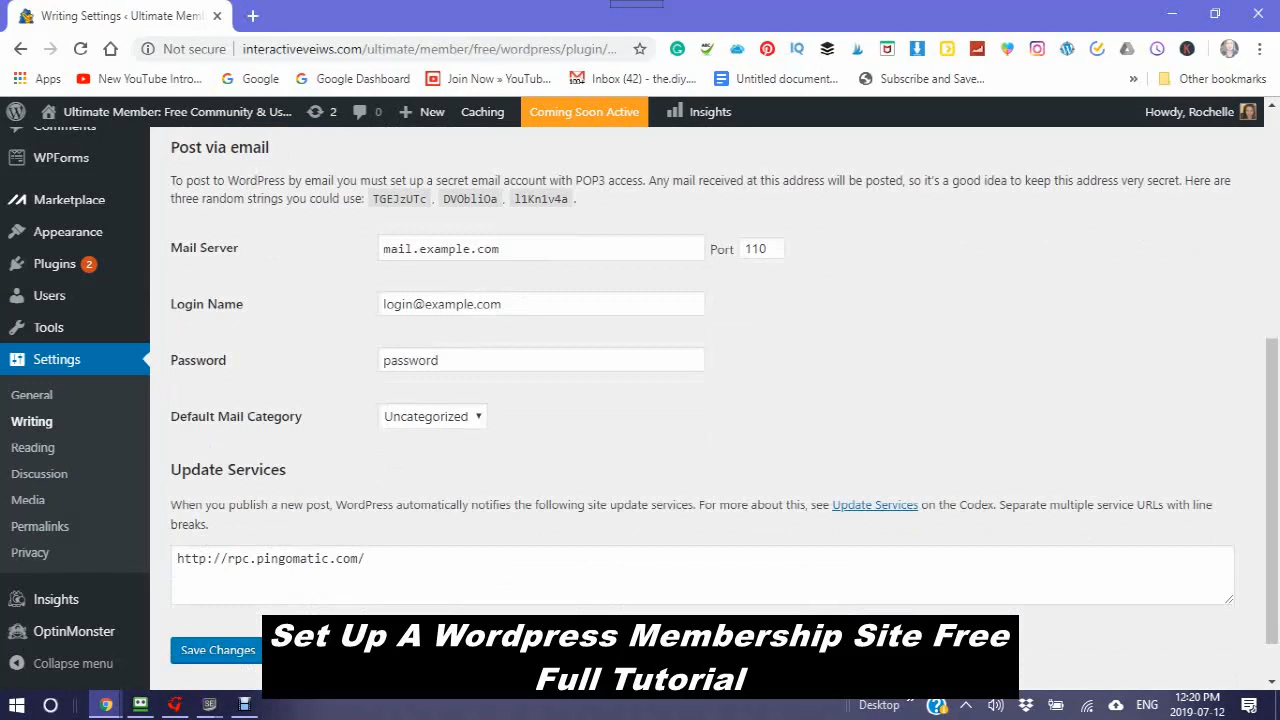 Writing Settings ‹ Ultimate Mem
Not secure interactiveveiws.com/ultimate/member/free/wordpress/plugin/...
Apps New YouTube Intro... Google Google Dashboard Join Now » YouTub... Inbox (42) - the.diy.... Untitled document... Subscribe and Save... » Other bookmarks
Ultimate Member: Free Community & Us... 2 0 New Caching Coming Soon Active Insights Howdy, Rochelle
Comments
WPForms
Marketplace
Appearance
Plugins 2
Users
Tools
Settings
General
Writing
Reading
Discussion
Media
Permalinks
Privacy
Insights
OptinMonster
Collapse menu
Post via email
To post to WordPress by email you must set up a secret email account with POP3 access. Any mail received at this address will be posted, so it's a good idea to keep this address very secret. Here are
three random strings you could use: TGEJzUTc, DVObliOa, l1Kn1v4a.
Mail Server mail.example.com Port 110
Login Name login@example.com
Password password
Default Mail Category Uncategorized
Update Services
When you publish a new post, WordPress automatically notifies the following site update services. For more about this, see Update Services on the Codex. Separate multiple service URLs with line
breaks.
http://rpc.pingomatic.com/
Save Changes
Set Up A Wordpress Membership Site Free
Full Tutorial
Desktop ENG 12:20 PM
2019-07-12